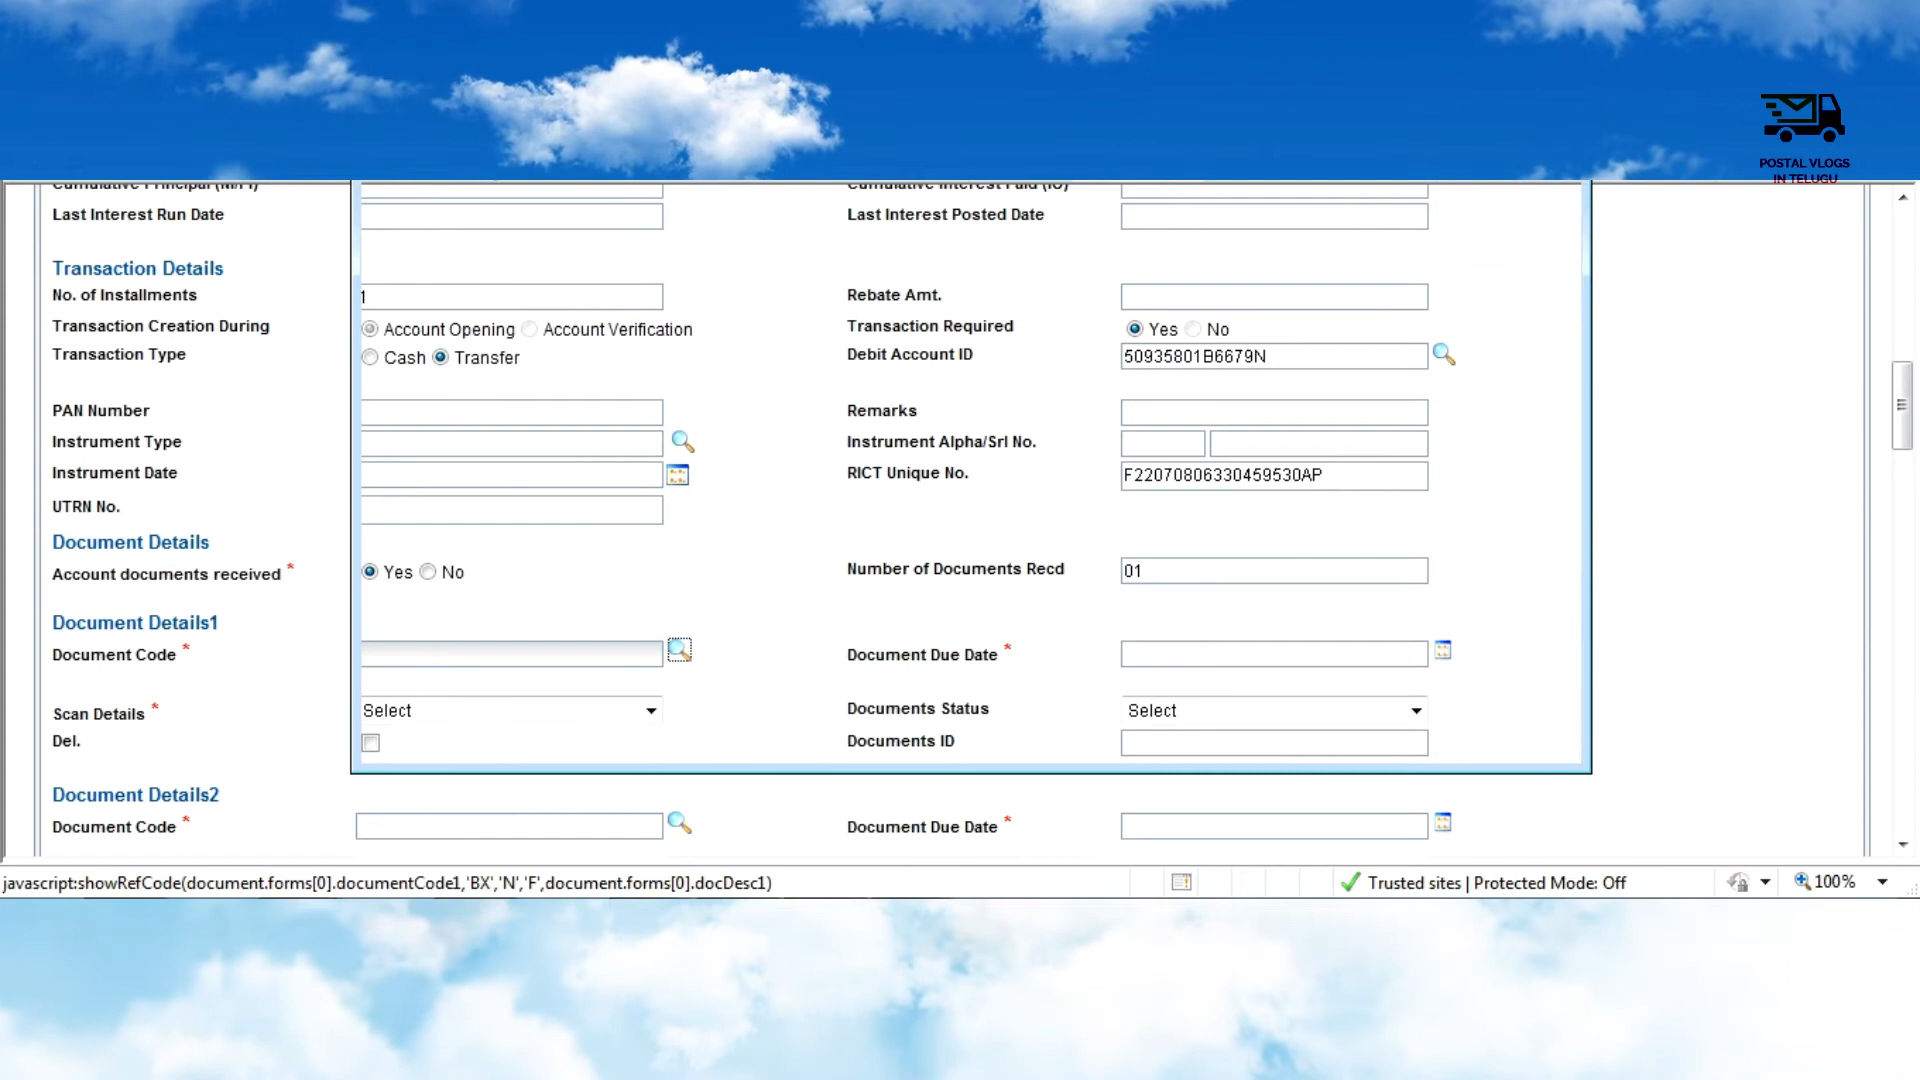 POSTAL VLOGS
IN TELUGU
Cumulative Interest Paid (IO)
Last Interest Run Date
Last Interest Posted Date
Transaction Details
No. of Installments
1
Rebate Amt.
Transaction Creation During
Account Opening
Account Verification
Transaction Required
Yes
No
Transaction Type
Cash
Transfer
Debit Account ID
50935801B6679N
PAN Number
Remarks
Instrument Type
Instrument Alpha/Srl No.
Instrument Date
RICT Unique No.
F22070806330459530AP
UTRN No.
Document Details
Account documents received *
Yes
No
Number of Documents Recd
01
Document Details1
Document Code *
Document Due Date *
Scan Details *
Select
Documents Status
Select
Del.
Documents ID
Document Details2
Document Code *
Document Due Date *
javascript:showRefCode(document.forms[0].documentCode1,'BX','N','F',document.forms[0].docDesc1)
Trusted sites | Protected Mode: Off
100%